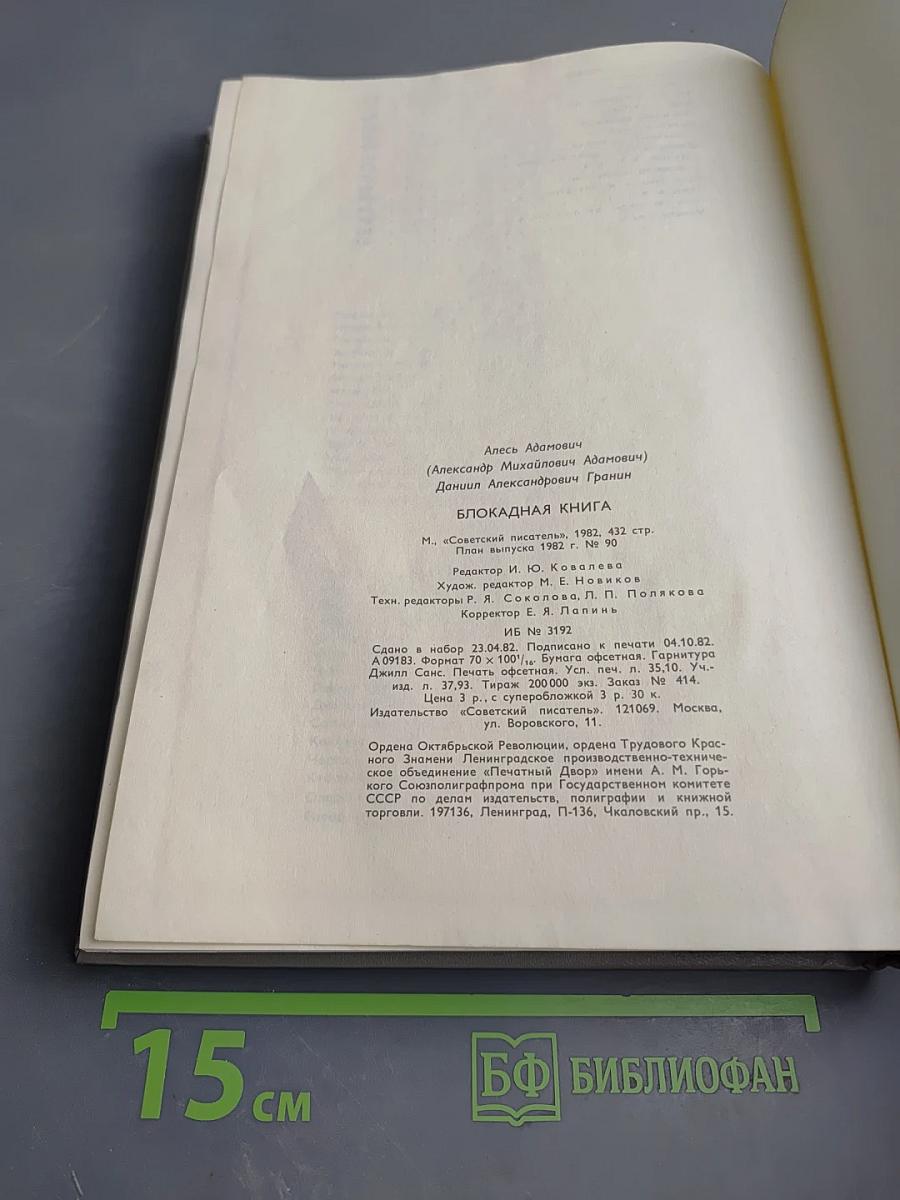 Алесь Адамович
(Александр Михайлович Адамович)
Даниил Александрович Гранин
БЛОКАДНАЯ КНИГА
М., «Советский писатель», 1982, 432 стр.
План выпуска 1982 г. № 90
Редактор И. Ю. Ковалева
Худож. редактор М. Е. Новиков
Техн. редакторы Р. Я. Соколова, Л. П. Полякова
Корректор Е. Я. Лапинь
ИБ № 3192
Сдано в набор 23.04.82. Подписано к печати 04.10.82.
А 09183. Формат 70 × 100¹/₁₆. Бумага офсетная. Гарнитура
Джилл Санс. Печать офсетная. Усл. печ. л. 35,10. Уч.-
изд. л. 37,93. Тираж 200 000 экз. Заказ № 414.
Цена 3 р., с суперобложкой 3 р. 30 к.
Издательство «Советский писатель». 121069. Москва,
ул. Воровского, 11.
Ордена Октябрьской Революции, ордена Трудового Крас-
ного Знамени Ленинградское производственно-техниче-
ское объединение «Печатный Двор» имени А. М. Горь-
кого Союзполиграфпрома при Государственном комитете
СССР по делам издательств, полиграфии и книжной
торговли. 197136, Ленинград, П-136, Чкаловский пр., 15.
15 см
БФ БИБЛИОФАН